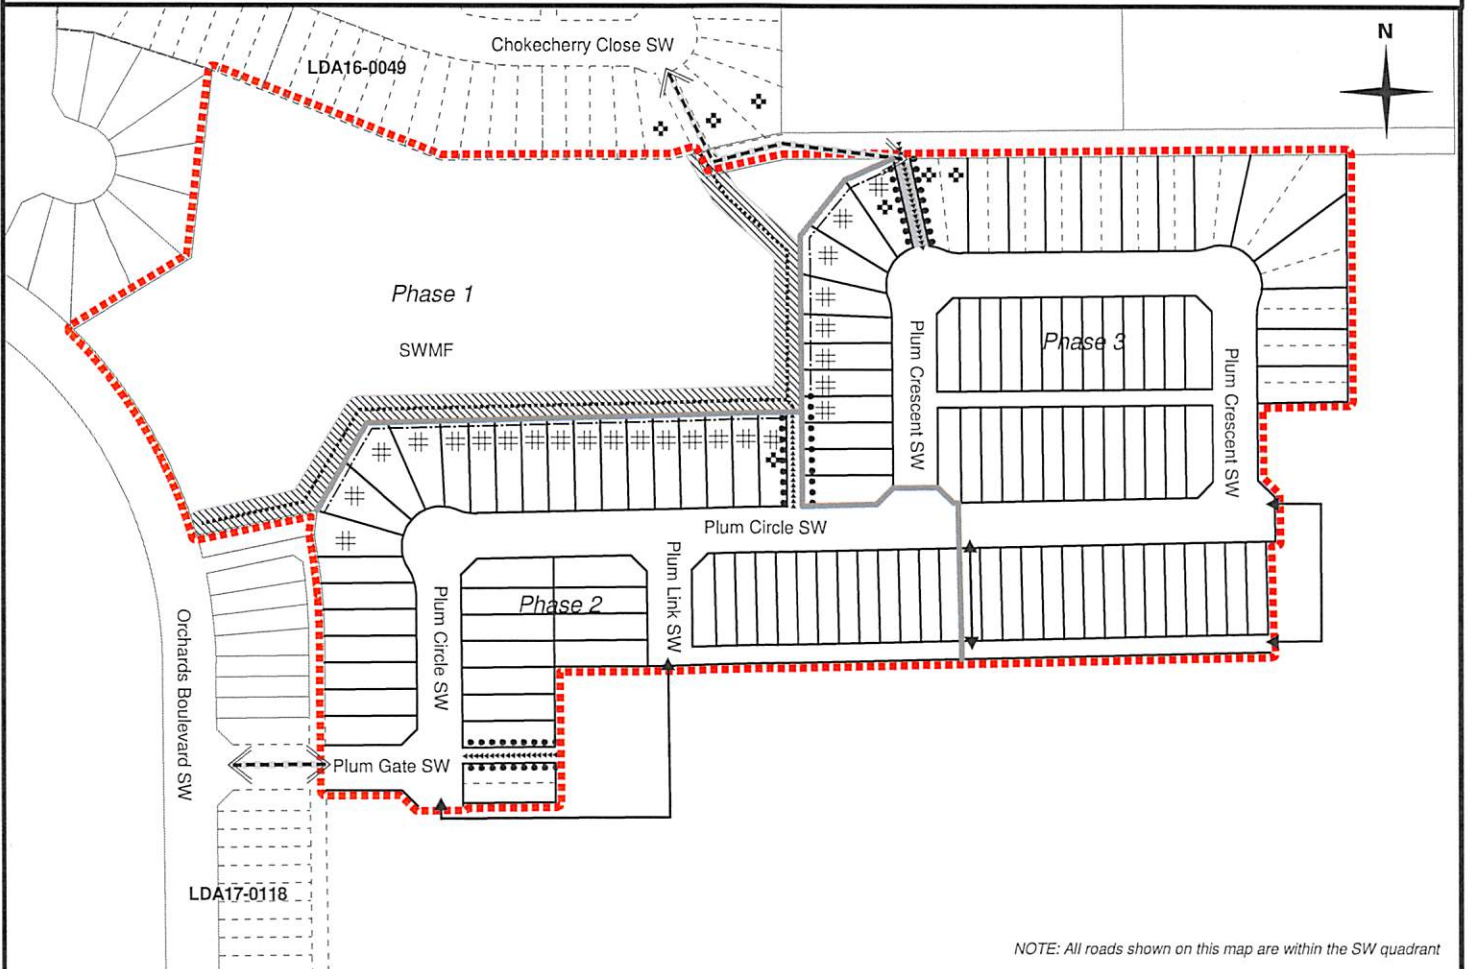 N
Chokecherry Close SW
LDA16-0049
Phase 1
SWMF
Phase 3
Plum Crescent SW
Plum Crescent SW
Plum Circle SW
Plum Link SW
Phase 2
Plum Circle SW
Orchards Boulevard SW
Plum Gate SW
LDA17-0118
NOTE: All roads shown on this map are within the SW quadrant